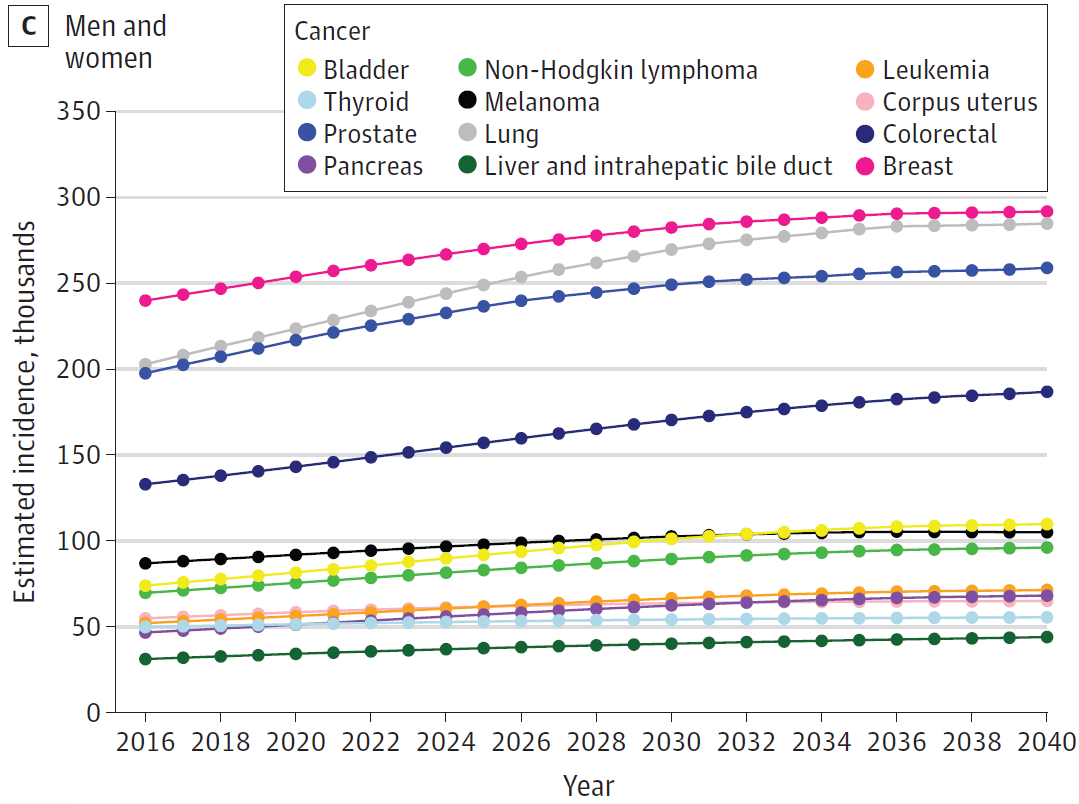 C Men and
women
Cancer
Bladder Non-Hodgkin lymphoma Leukemia
Thyroid Melanoma Corpus uterus
Prostate Lung Colorectal
Pancreas Liver and intrahepatic bile duct Breast
Estimated incidence, thousands
350
300
250
200
150
100
50
0
2016 2018 2020 2022 2024 2026 2028 2030 2032 2034 2036 2038 2040
Year